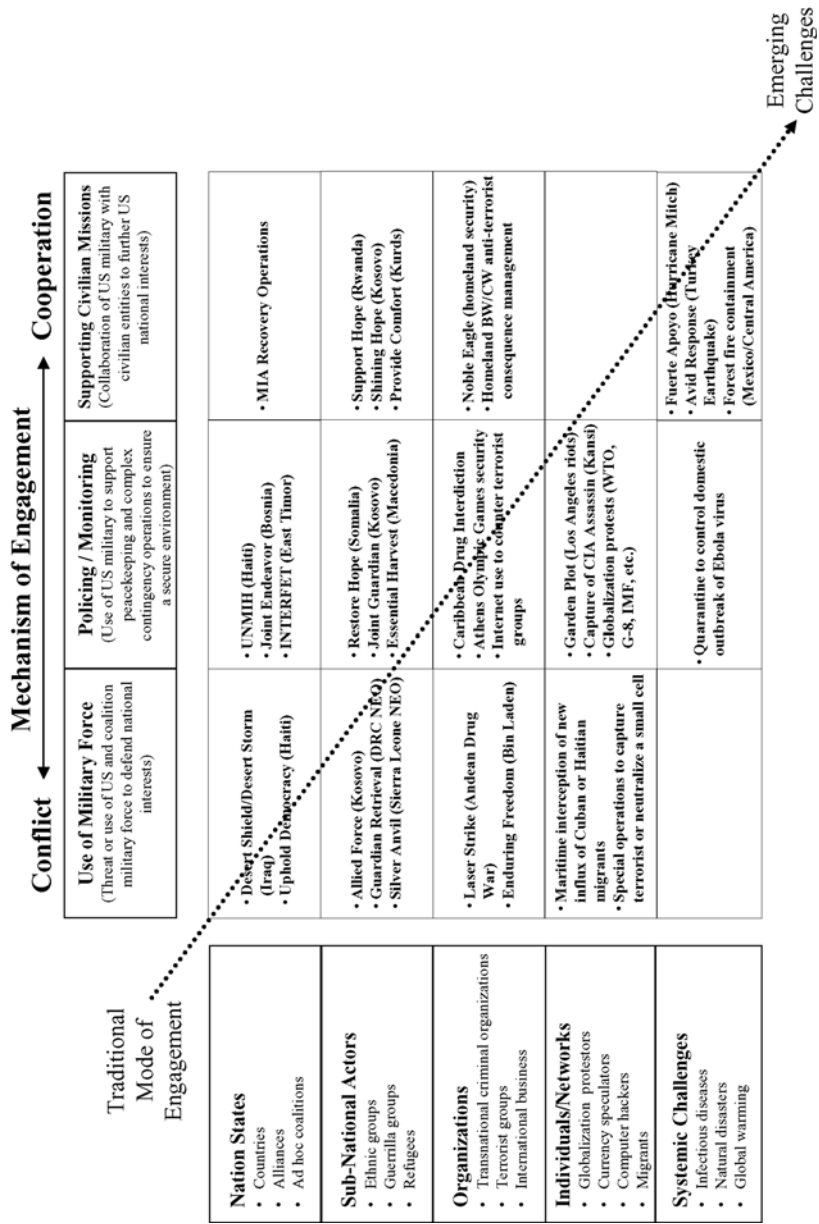 Mechanism of Engagement
Conflict
Cooperation
Use of Military Force
(Threat or use of US and coalition
military force to defend national
interests)
Policing / Monitoring
(Use of US military to support
peacekeeping and complex
contingency operations to ensure
a secure environment)
Supporting Civilian Missions
(Collaboration of US military with
civilian entities to further US
national interests)
Traditional
Mode of
Engagement
Nation States
• Countries
• Alliances
• Ad hoc coalitions
• Desert Shield/Desert Storm
(Iraq)
• Uphold Democracy (Haiti)
• UNMIH (Haiti)
• Joint Endeavor (Bosnia)
• INTERFET (East Timor)
• MIA Recovery Operations
Sub-National Actors
• Ethnic groups
• Guerrilla groups
• Refugees
• Allied Force (Kosovo)
• Guardian Retrieval (DRC NEO)
• Silver Anvil (Sierra Leone NEO)
• Restore Hope (Somalia)
• Joint Guardian (Kosovo)
• Essential Harvest (Macedonia)
• Support Hope (Rwanda)
• Shining Hope (Kosovo)
• Provide Comfort (Kurds)
Organizations
• Transnational criminal organizations
• Terrorist groups
• International business
• Laser Strike (Andean Drug
War)
• Enduring Freedom (Bin Laden)
• Caribbean Drug Interdiction
• Athens Olympic Games security
• Internet use to counter terrorist
groups
• Noble Eagle (homeland security)
• Homeland BW/CW anti-terrorist
consequence management
Individuals/Networks
• Globalization protestors
• Currency speculators
• Computer hackers
• Migrants
• Maritime interception of new
influx of Cuban or Haitian
migrants
• Special operations to capture
terrorist or neutralize a small cell
• Garden Plot (Los Angeles riots)
• Capture of CIA Assassin (Kansi)
• Globalization protests (WTO,
G-8, IMF, etc.)
Systemic Challenges
• Infectious diseases
• Natural disasters
• Global warming
• Quarantine to control domestic
outbreak of Ebola virus
• Fuerte Apoyo (Hurricane Mitch)
• Avid Response (Turkey
Earthquake)
• Forest fire containment
(Mexico/Central America)
Emerging
Challenges